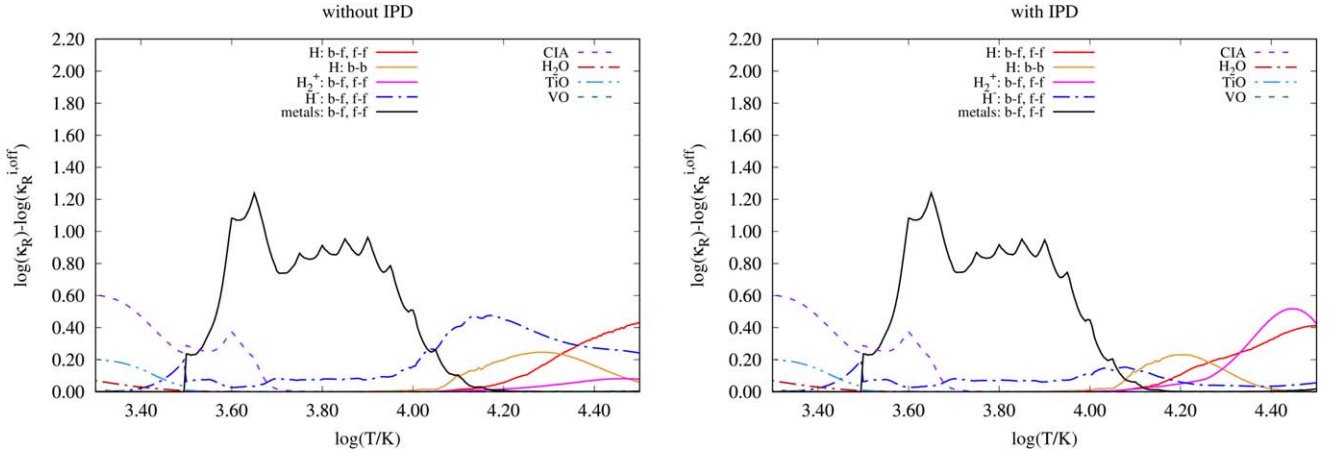 without IPD
log(κ_R)-log(κ_R^{i,off})
2.20
2.00
1.80
1.60
1.40
1.20
1.00
0.80
0.60
0.40
0.20
0.00
H: b-f, f-f
H: b-b
H₂⁺: b-f, f-f
H⁻: b-f, f-f
metals: b-f, f-f
CIA
H₂O
TiO
VO
3.40 3.60 3.80 4.00 4.20 4.40
log(T/K)
with IPD
log(κ_R)-log(κ_R^{i,off})
2.20
2.00
1.80
1.60
1.40
1.20
1.00
0.80
0.60
0.40
0.20
0.00
H: b-f, f-f
H: b-b
H₂⁺: b-f, f-f
H⁻: b-f, f-f
metals: b-f, f-f
CIA
H₂O
TiO
VO
3.40 3.60 3.80 4.00 4.20 4.40
log(T/K)